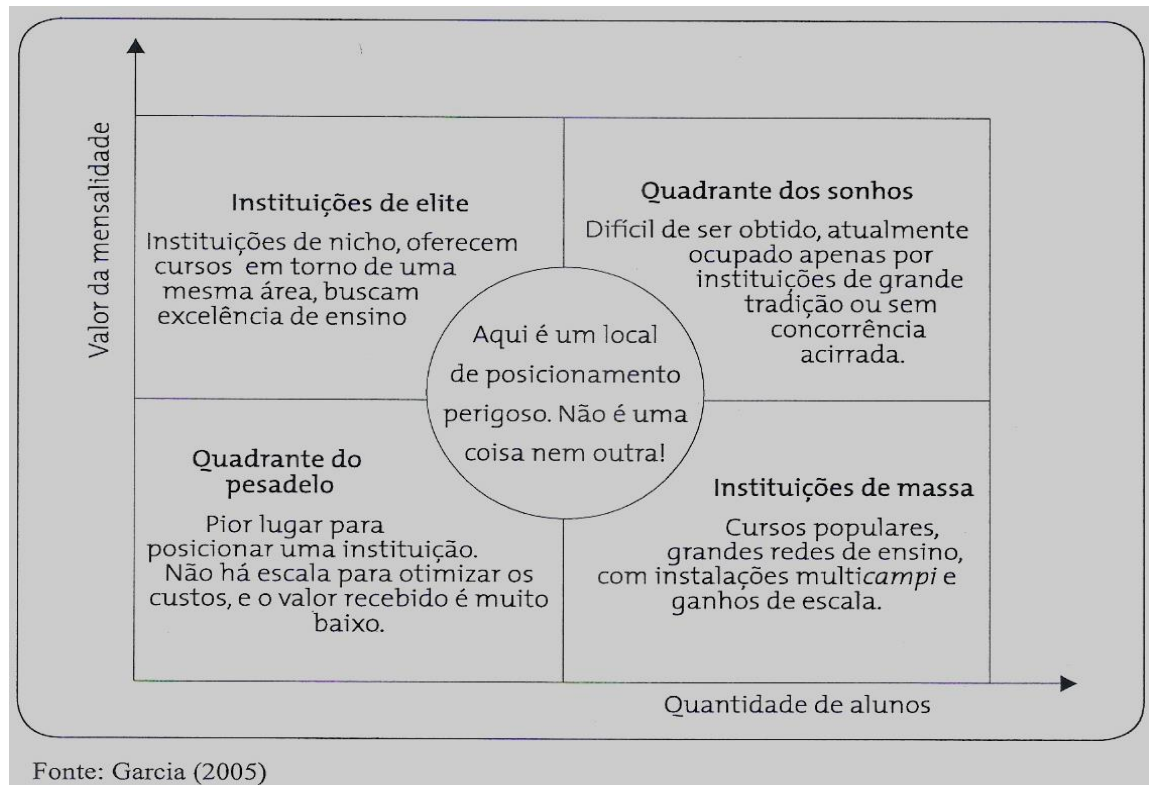 Valor da mensalidade
Instituições de elite
Instituições de nicho, oferecem
cursos em torno de uma
mesma área, buscam
excelência de ensino
Quadrante dos sonhos
Difícil de ser obtido, atualmente
ocupado apenas por
instituições de grande
tradição ou sem
concorrência
acirrada.
Aqui é um local
de posicionamento
perigoso. Não é uma
coisa nem outra!
Quadrante do
pesadelo
Pior lugar para
posicionar uma instituição.
Não há escala para otimizar os
custos, e o valor recebido é muito
baixo.
Instituições de massa
Cursos populares,
grandes redes de ensino,
com instalações multicampi e
ganhos de escala.
Quantidade de alunos
Fonte: Garcia (2005)